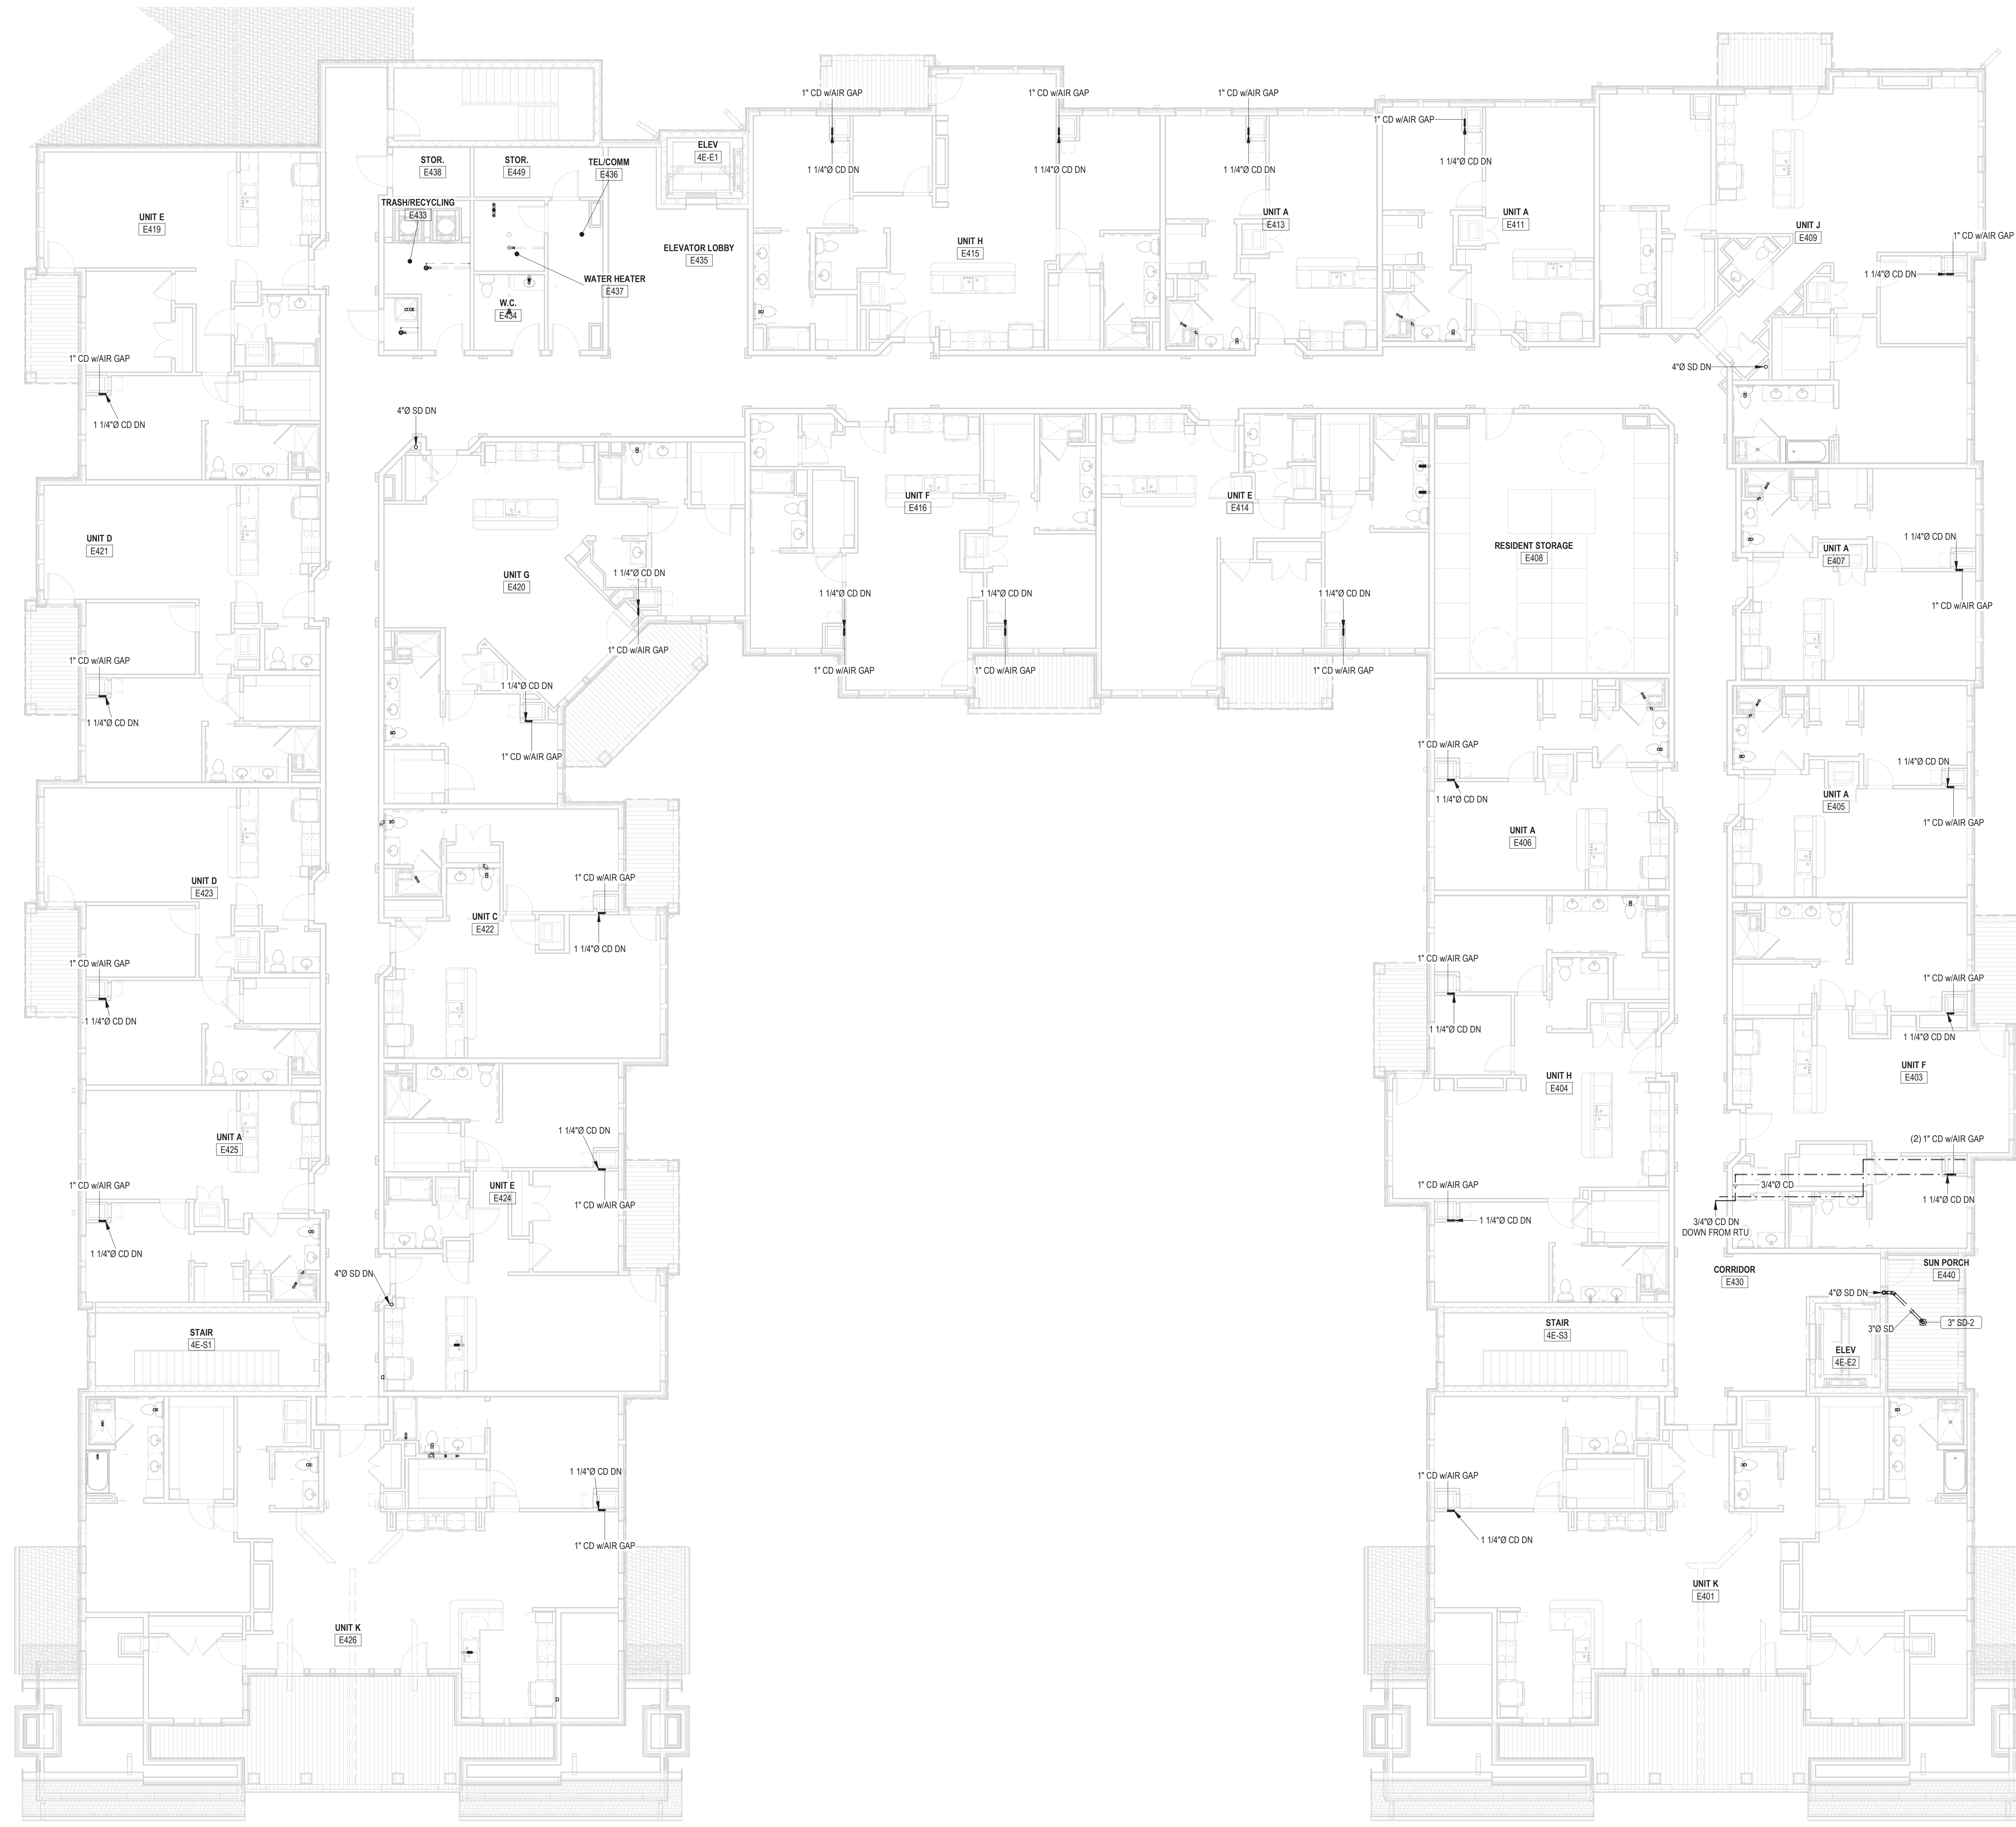 1" CD w/AIR GAP
1" CD w/AIR GAP
1" CD w/AIR GAP
1" CD w/AIR GAP
ELEV
4E-E1
STOR.
E438
STOR.
E449
TEL/COMM
E436
1 1/4"Ø CD DN
1 1/4"Ø CD DN
1 1/4"Ø CD DN
1 1/4"Ø CD DN
TRASH/RECYCLING
E433
UNIT E
E419
ELEVATOR LOBBY
E435
UNIT H
E415
UNIT A
E413
UNIT A
E411
UNIT J
E409
1" CD w/AIR GAP
1 1/4"Ø CD DN
WATER HEATER
E437
W.C.
E434
1" CD w/AIR GAP
1 1/4"Ø CD DN
4"Ø SD DN
4"Ø SD DN
UNIT D
E421
UNIT G
E420
UNIT F
E416
UNIT E
E414
RESIDENT STORAGE
E408
UNIT A
E407
1 1/4"Ø CD DN
1" CD w/AIR GAP
1 1/4"Ø CD DN
1" CD w/AIR GAP
1 1/4"Ø CD DN
1" CD w/AIR GAP
1 1/4"Ø CD DN
1" CD w/AIR GAP
1 1/4"Ø CD DN
1" CD w/AIR GAP
1" CD w/AIR GAP
1 1/4"Ø CD DN
1 1/4"Ø CD DN
1" CD w/AIR GAP
1" CD w/AIR GAP
1 1/4"Ø CD DN
1 1/4"Ø CD DN
UNIT A
E405
1" CD w/AIR GAP
UNIT A
E406
UNIT D
E423
UNIT C
E422
1" CD w/AIR GAP
1 1/4"Ø CD DN
1" CD w/AIR GAP
1 1/4"Ø CD DN
1" CD w/AIR GAP
1 1/4"Ø CD DN
1" CD w/AIR GAP
1 1/4"Ø CD DN
UNIT F
E403
UNIT H
E404
UNIT A
E425
1 1/4"Ø CD DN
(2) 1" CD w/AIR GAP
1" CD w/AIR GAP
1 1/4"Ø CD DN
UNIT E
E424
1" CD w/AIR GAP
1" CD w/AIR GAP
1 1/4"Ø CD DN
3/4"Ø CD
1 1/4"Ø CD DN
3/4"Ø CD DN
DOWN FROM RTU
CORRIDOR
E430
SUN PORCH
E440
4"Ø SD DN
4"Ø SD DN
3"Ø SD
3" SD-2
STAIR
4E-S1
STAIR
4E-S3
ELEV
4E-E2
1 1/4"Ø CD DN
1" CD w/AIR GAP
1" CD w/AIR GAP
1 1/4"Ø CD DN
UNIT K
E426
UNIT K
E401